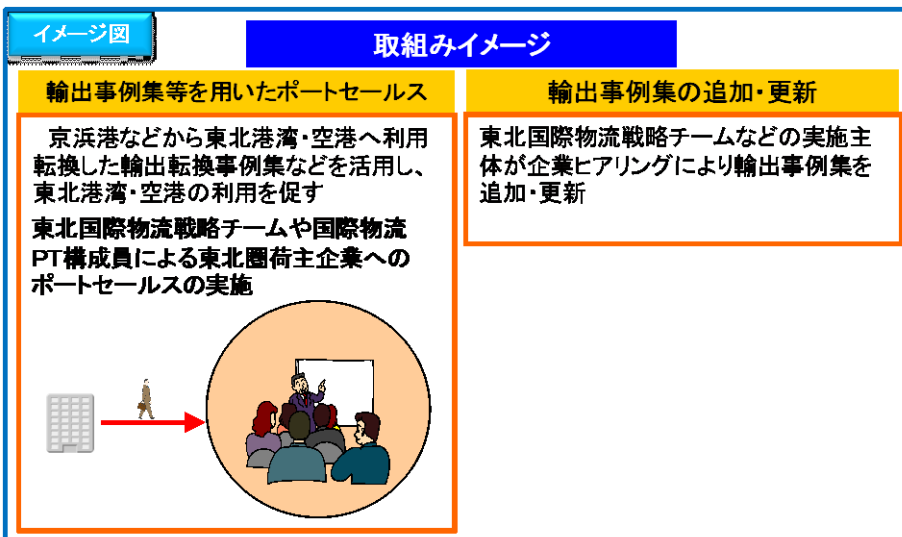 イメージ図
取組みイメージ
輸出事例集等を用いたポートセールス
京浜港などから東北港湾・空港へ利用
転換した輸出転換事例集などを活用し、
東北港湾・空港の利用を促す
東北国際物流戦略チームや国際物流
PT構成員による東北圏荷主企業への
ポートセールスの実施
輸出事例集の追加・更新
東北国際物流戦略チームなどの実施主
体が企業ヒアリングにより輸出事例集を
追加・更新